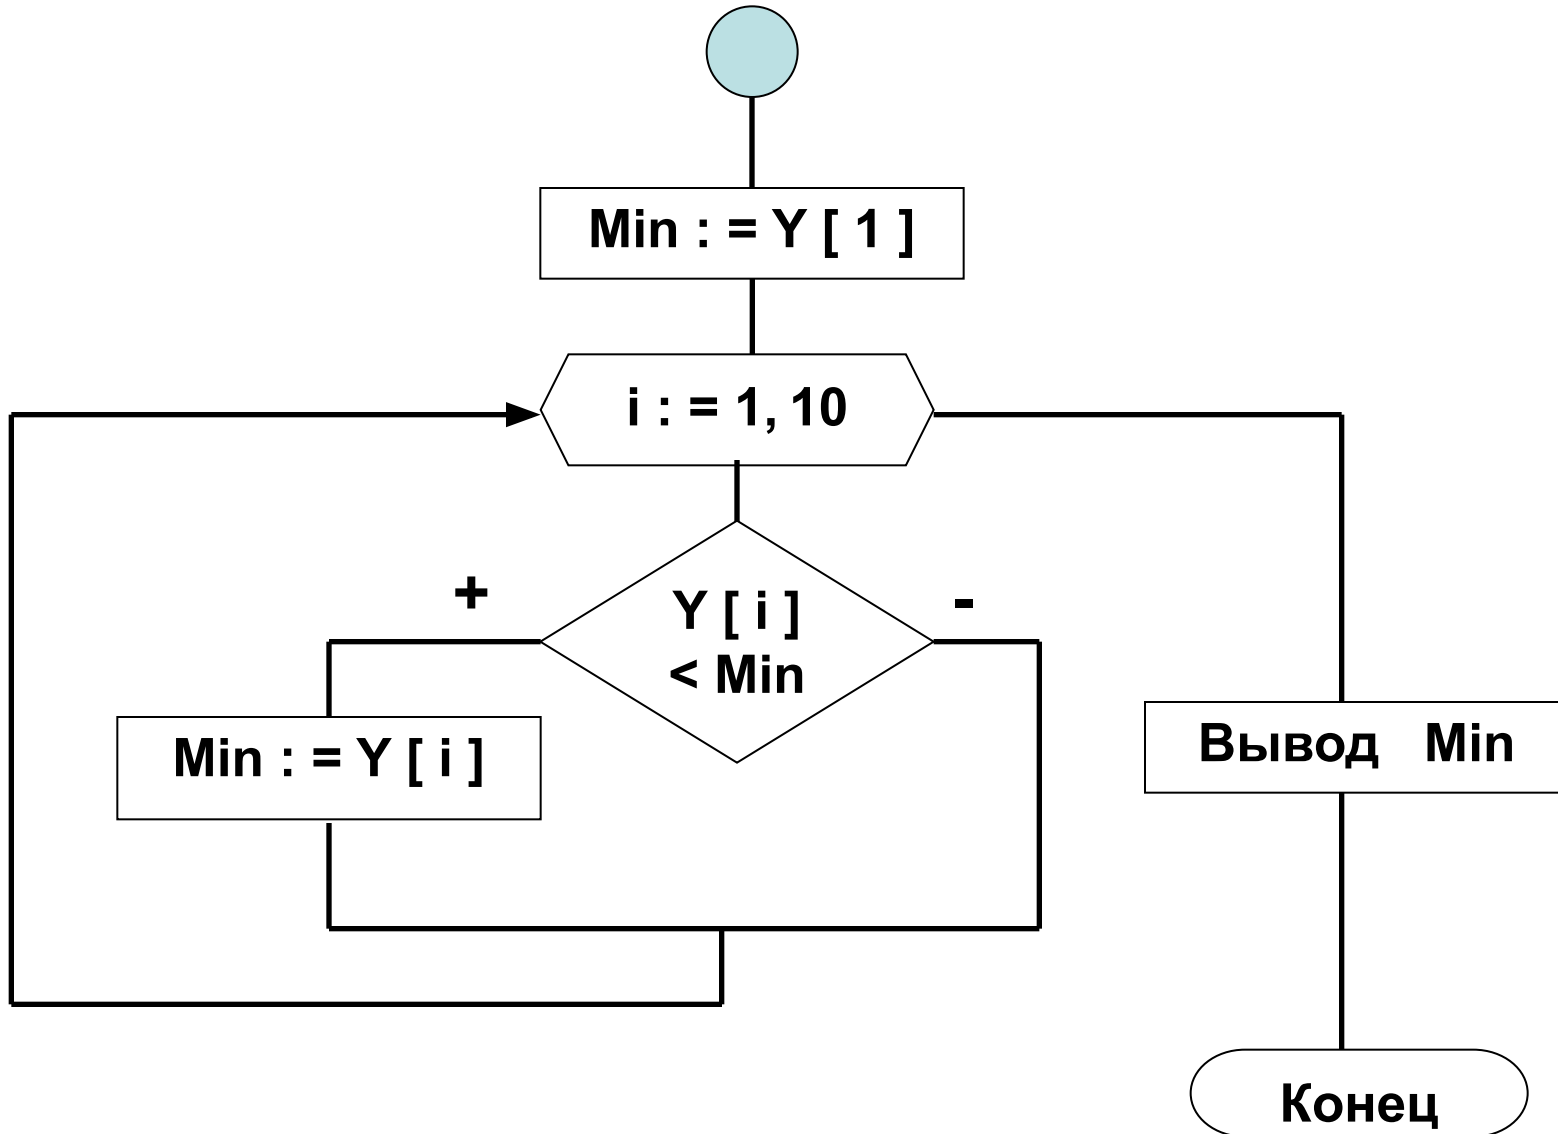 Min : = Y [ 1 ]
i : = 1, 10
+
-
Y [ i ]
< Min
Min : = Y [ i ]
Вывод Min
Конец